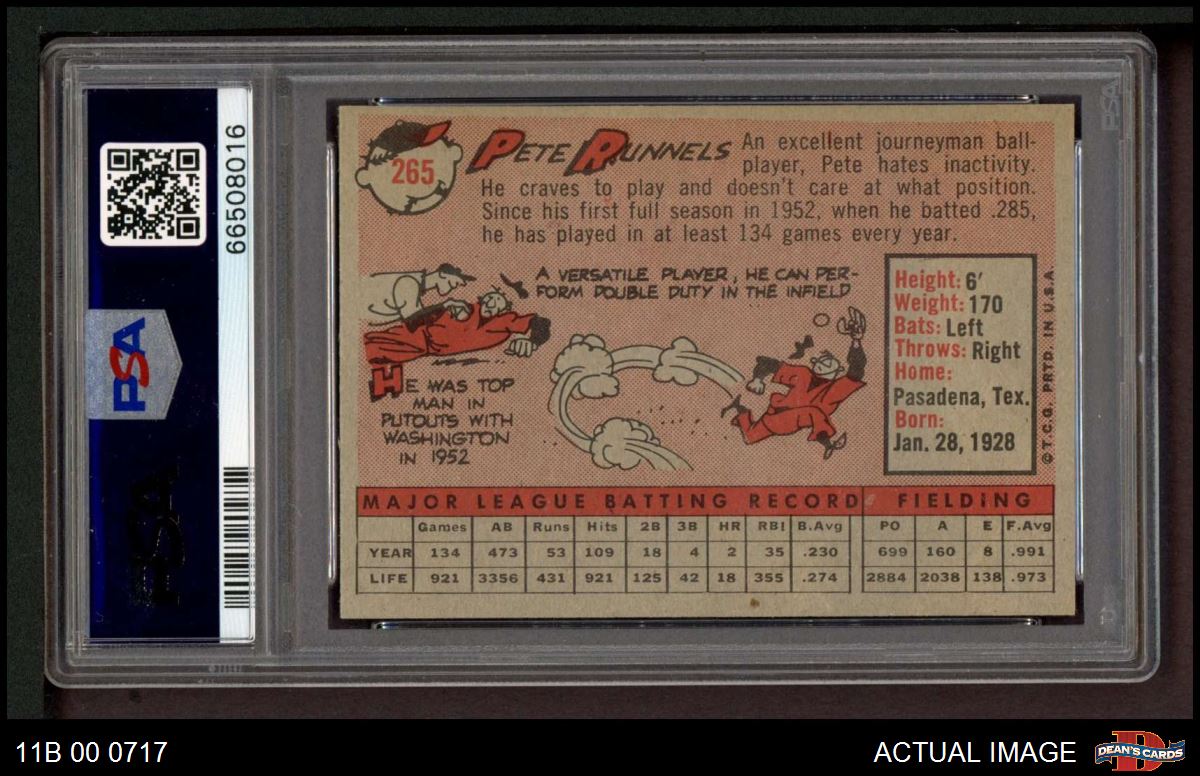 66508016
PSA
PSA
265
PETE RUNNELS
An excellent journeyman ball-
player, Pete hates inactivity.
He craves to play and doesn't care at what position.
Since his first full season in 1952, when he batted .285,
he has played in at least 134 games every year.
A VERSATILE PLAYER, HE CAN PER-
FORM DOUBLE DUTY IN THE INFIELD
HE WAS TOP
MAN IN
PUTOUTS WITH
WASHINGTON
IN 1952
Height: 6'
Weight: 170
Bats: Left
Throws: Right
Home:
Pasadena, Tex.
Born:
Jan. 28, 1928
© T.C.G. PRTD. IN U.S.A.
MAJOR LEAGUE BATTING RECORD FIELDING
Games AB Runs Hits 2B 3B HR RBI B.Avg PO A E F.Avg
YEAR 134 473 53 109 18 4 2 35 .230 699 160 8 .991
LIFE 921 3356 431 921 125 42 18 355 .274 2884 2038 138 .973
PSA
11B 00 0717
ACTUAL IMAGE
DEAN'S CARDS